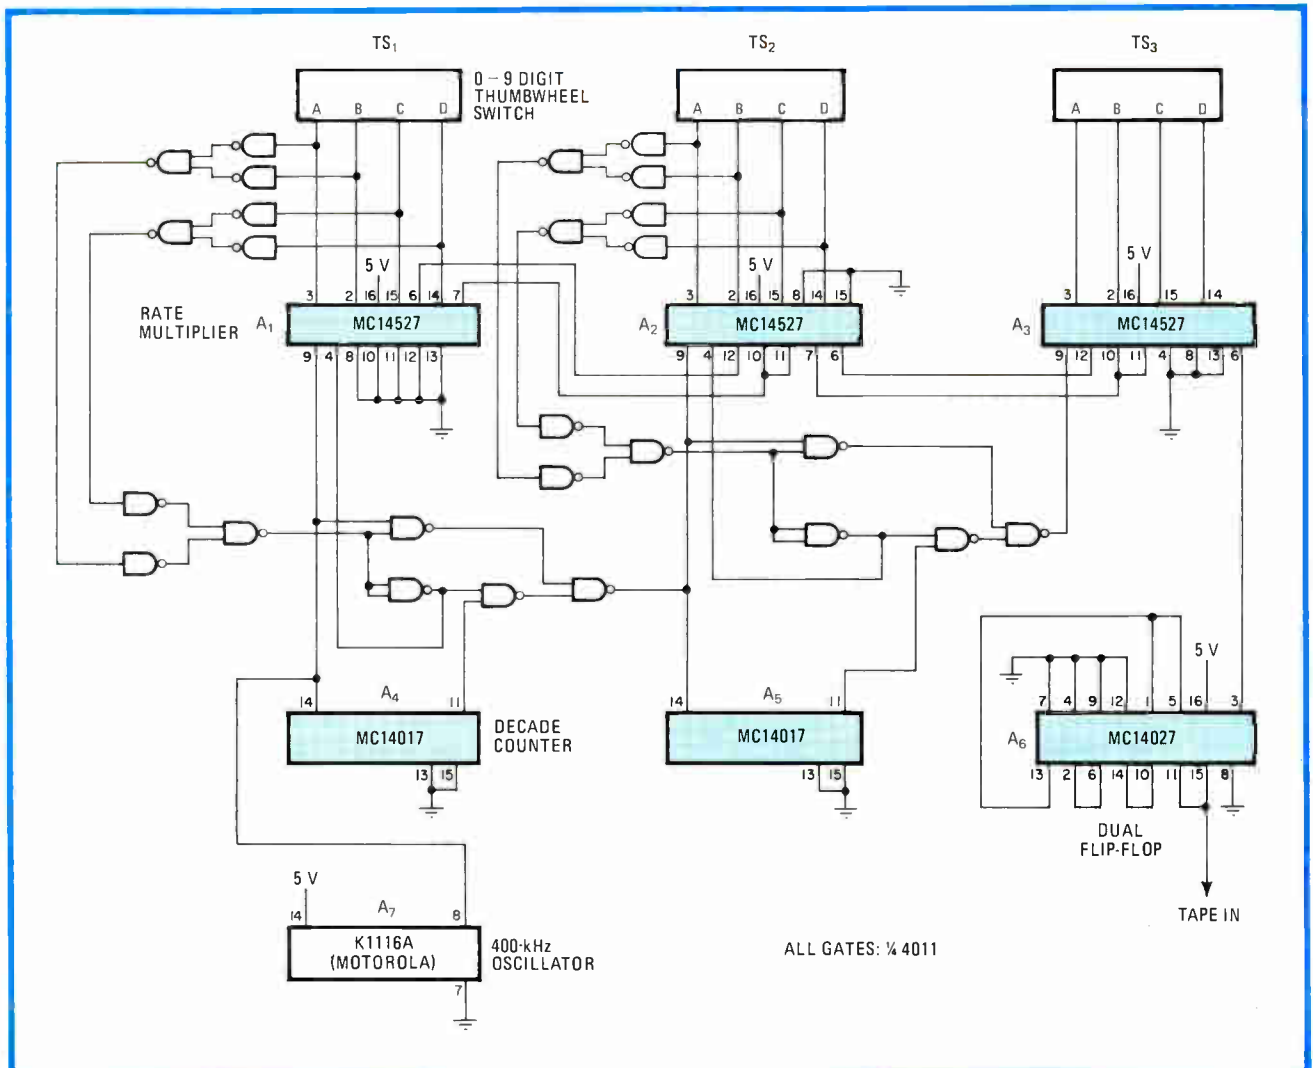 TS₁ TS₂ TS₃
0 – 9 DIGIT
THUMBWHEEL
SWITCH
A B C D
A B C D
A B C D
5 V
5 V
5 V
3 2 16 15 6 14 7
3 2 16 15 8 14 15
3 2 16 15 14
RATE
MULTIPLIER
A₁ MC14527
A₂ MC14527
A₃ MC14527
9 4 8 10 11 12 13
9 4 12 10 11 7 6
9 12 10 11 4 8 13 6
14 A₄ 11
MC14017
DECADE
COUNTER
13 15
14 A₅ 11
MC14017
13 15
5 V
7 4 9 12 1 5 16 3
A₆ MC14027
13 2 6 14 10 11 15 8
DUAL
FLIP-FLOP
TAPE IN
5 V
14 A₇ 8
K1116A
(MOTOROLA)
400-kHz
OSCILLATOR
7
ALL GATES: ¼ 4011